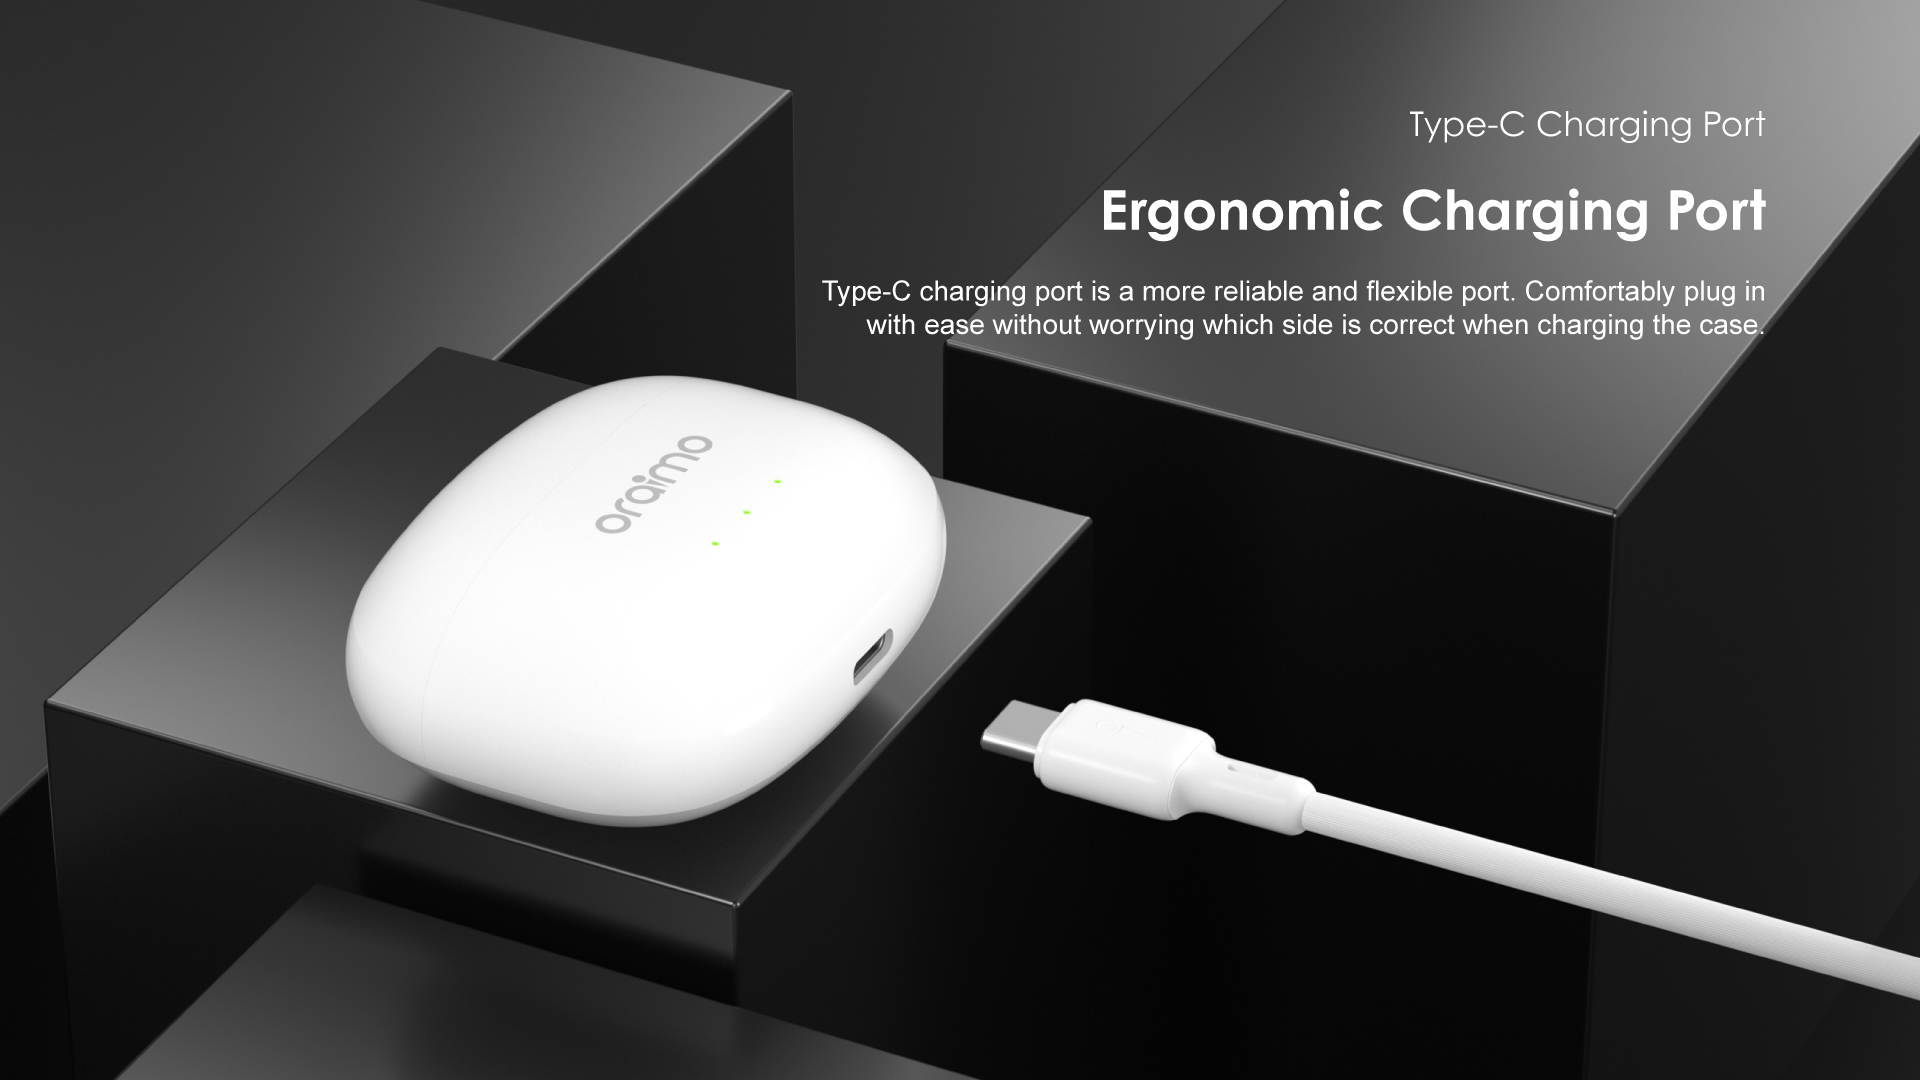 Type-C Charging Port
Ergonomic Charging Port
Type-C charging port is a more reliable and flexible port. Comfortably plug in
with ease without worrying which side is correct when charging the case.
oraimo